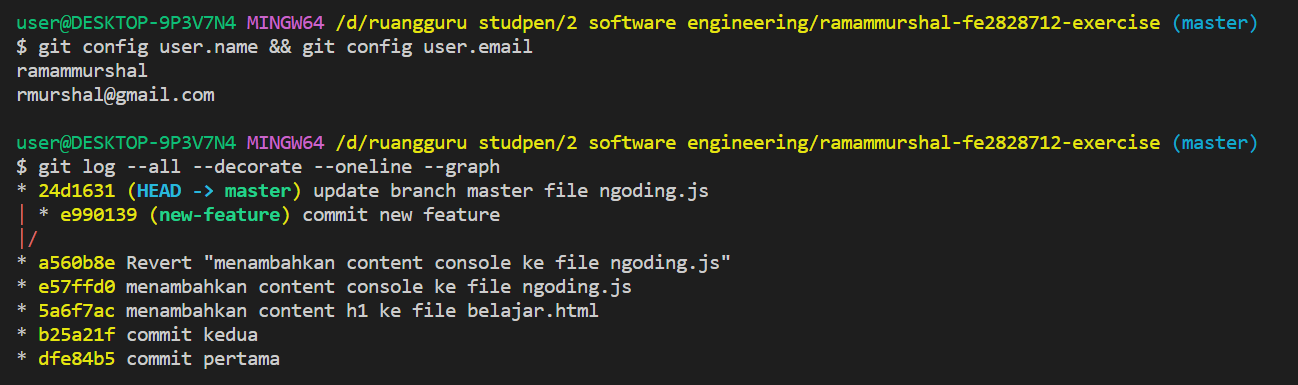 user@DESKTOP-9P3V7N4 MINGW64 /d/ruangguru studpen/2 software engineering/ramammurshal-fe2828712-exercise (master)
$ git config user.name && git config user.email
ramammurshal
rmurshal@gmail.com
user@DESKTOP-9P3V7N4 MINGW64 /d/ruangguru studpen/2 software engineering/ramammurshal-fe2828712-exercise (master)
$ git log --all --decorate --oneline --graph
* 24d1631 (HEAD -> master) update branch master file ngoding.js
| * e990139 (new-feature) commit new feature
|/
* a560b8e Revert "menambahkan content console ke file ngoding.js"
* e57ffd0 menambahkan content console ke file ngoding.js
* 5a6f7ac menambahkan content h1 ke file belajar.html
* b25a21f commit kedua
* dfe84b5 commit pertama